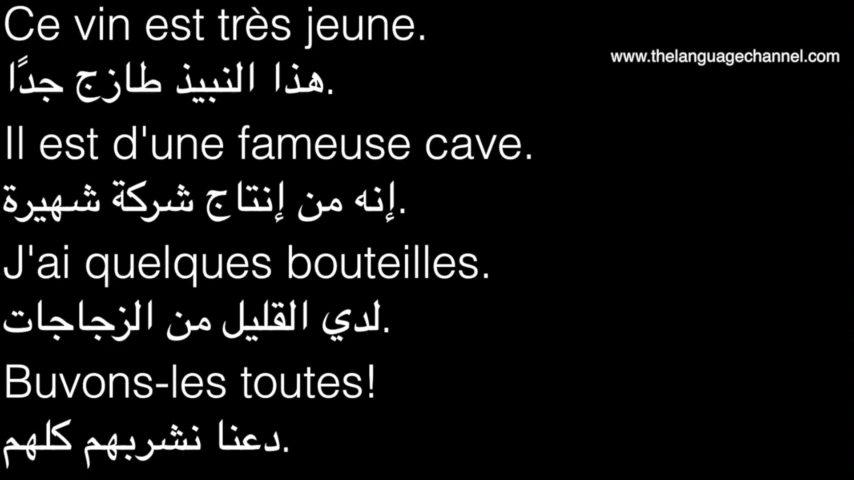 Ce vin est très jeune.
www.thelanguagechannel.com
هذا النبيذ طازج جدًا.
Il est d'une fameuse cave.
إنه من إنتاج شركة شهيرة.
J'ai quelques bouteilles.
لدي القليل من الزجاجات.
Buvons-les toutes!
دعنا نشربهم كلهم.